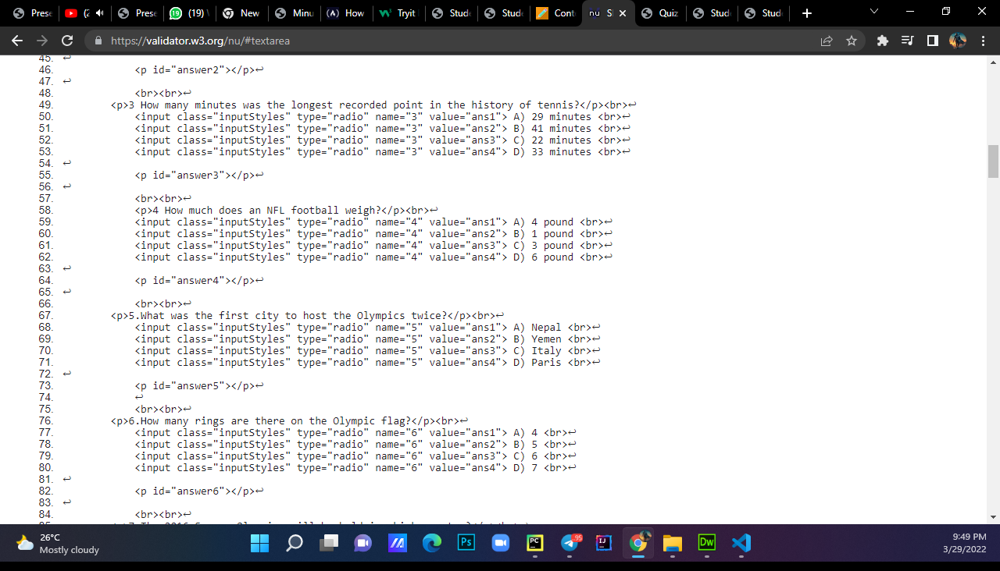 Prese
(2
Prese
19
(19) \
New
Minu
How
Tryit
Stude
Stude
Cont
nu
Sl
Quiz
Stud
Stud
https://validator.w3.org/nu/#textarea
45. ↩
46. <p id="answer2"></p>↩
47. ↩
48. <br><br>↩
49. <p>3 How many minutes was the longest recorded point in the history of tennis?</p><br>↩
50. <input class="inputStyles" type="radio" name="3" value="ans1"> A) 29 minutes <br>↩
51. <input class="inputStyles" type="radio" name="3" value="ans2"> B) 41 minutes <br>↩
52. <input class="inputStyles" type="radio" name="3" value="ans3"> C) 22 minutes <br>↩
53. <input class="inputStyles" type="radio" name="3" value="ans4"> D) 33 minutes <br>↩
54. ↩
55. <p id="answer3"></p>↩
56. ↩
57. <br><br>↩
58. <p>4 How much does an NFL football weigh?</p><br>↩
59. <input class="inputStyles" type="radio" name="4" value="ans1"> A) 4 pound <br>↩
60. <input class="inputStyles" type="radio" name="4" value="ans2"> B) 1 pound <br>↩
61. <input class="inputStyles" type="radio" name="4" value="ans3"> C) 3 pound <br>↩
62. <input class="inputStyles" type="radio" name="4" value="ans4"> D) 6 pound <br>↩
63. ↩
64. <p id="answer4"></p>↩
65. ↩
66. <br><br>↩
67. <p>5.What was the first city to host the Olympics twice?</p><br>↩
68. <input class="inputStyles" type="radio" name="5" value="ans1"> A) Nepal <br>↩
69. <input class="inputStyles" type="radio" name="5" value="ans2"> B) Yemen <br>↩
70. <input class="inputStyles" type="radio" name="5" value="ans3"> C) Italy <br>↩
71. <input class="inputStyles" type="radio" name="5" value="ans4"> D) Paris <br>↩
72. ↩
73. <p id="answer5"></p>↩
74. ↩
75. <br><br>↩
76. <p>6.How many rings are there on the Olympic flag?</p><br>↩
77. <input class="inputStyles" type="radio" name="6" value="ans1"> A) 4 <br>↩
78. <input class="inputStyles" type="radio" name="6" value="ans2"> B) 5 <br>↩
79. <input class="inputStyles" type="radio" name="6" value="ans3"> C) 6 <br>↩
80. <input class="inputStyles" type="radio" name="6" value="ans4"> D) 7 <br>↩
81. ↩
82. <p id="answer6"></p>↩
83. ↩
84. <br><br>↩
26°C
Mostly cloudy
Ps
PC
95
IJ
Dw
9:49 PM
3/29/2022